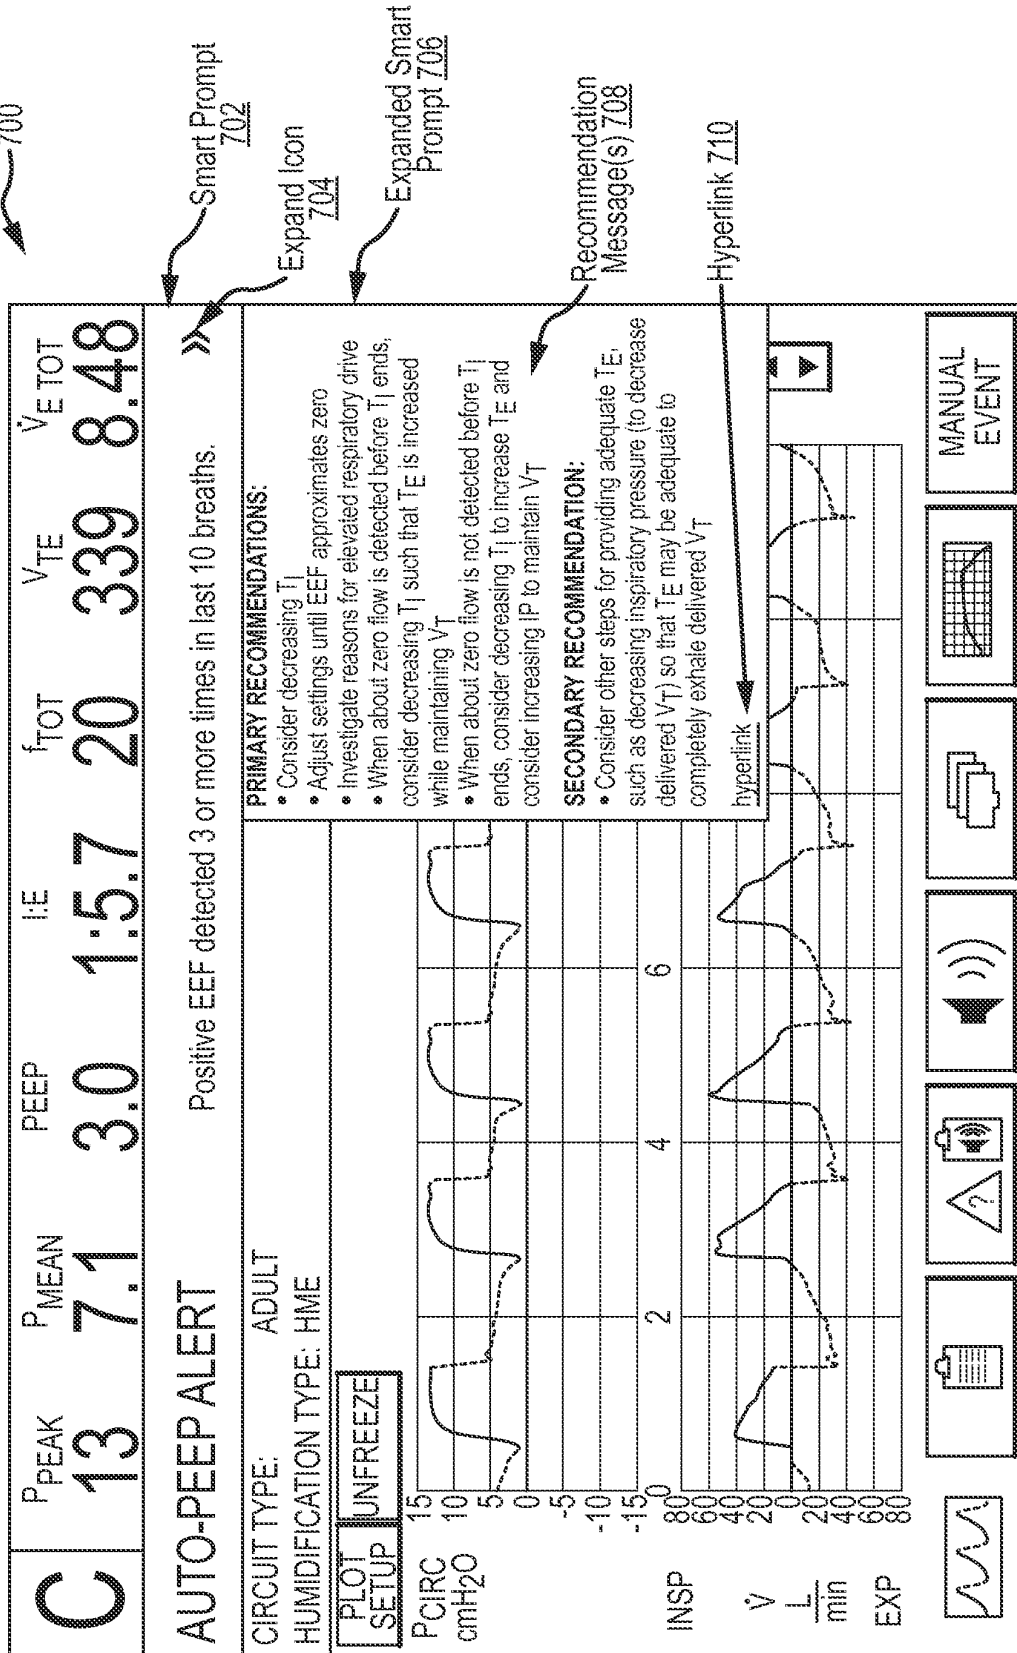 700
C
PPEAK
13
PMEAN
7.1
PEEP
3.0
I:E
1:5.7
fTOT
20
VTE
339
V̇E TOT
8.48
AUTO-PEEP ALERT
Positive EEF detected 3 or more times in last 10 breaths.
Smart Prompt
702
Expand Icon
704
CIRCUIT TYPE: ADULT
HUMIDIFICATION TYPE: HME
PLOT
SETUP
UNFREEZE
PRIMARY RECOMMENDATIONS:
• Consider decreasing TI
• Adjust settings until EEF approximates zero
• Investigate reasons for elevated respiratory drive
• When about zero flow is detected before TI ends,
consider decreasing TI such that TE is increased
while maintaining VT
• When about zero flow is not detected before TI
ends, consider decreasing TI to increase TE and
consider increasing IP to maintain VT
SECONDARY RECOMMENDATION:
• Consider other steps for providing adequate TE,
such as decreasing inspiratory pressure (to decrease
delivered VT) so that TE may be adequate to
completely exhale delivered VT
hyperlink
Expanded Smart
Prompt 706
Recommendation
Message(s) 708
Hyperlink 710
PCIRC
cmH2O
15
10
5
0
-5
-10
-15
0
2
4
6
INSP
V̇
L
min
EXP
80
60
40
20
0
20
40
60
80
?
MANUAL
EVENT